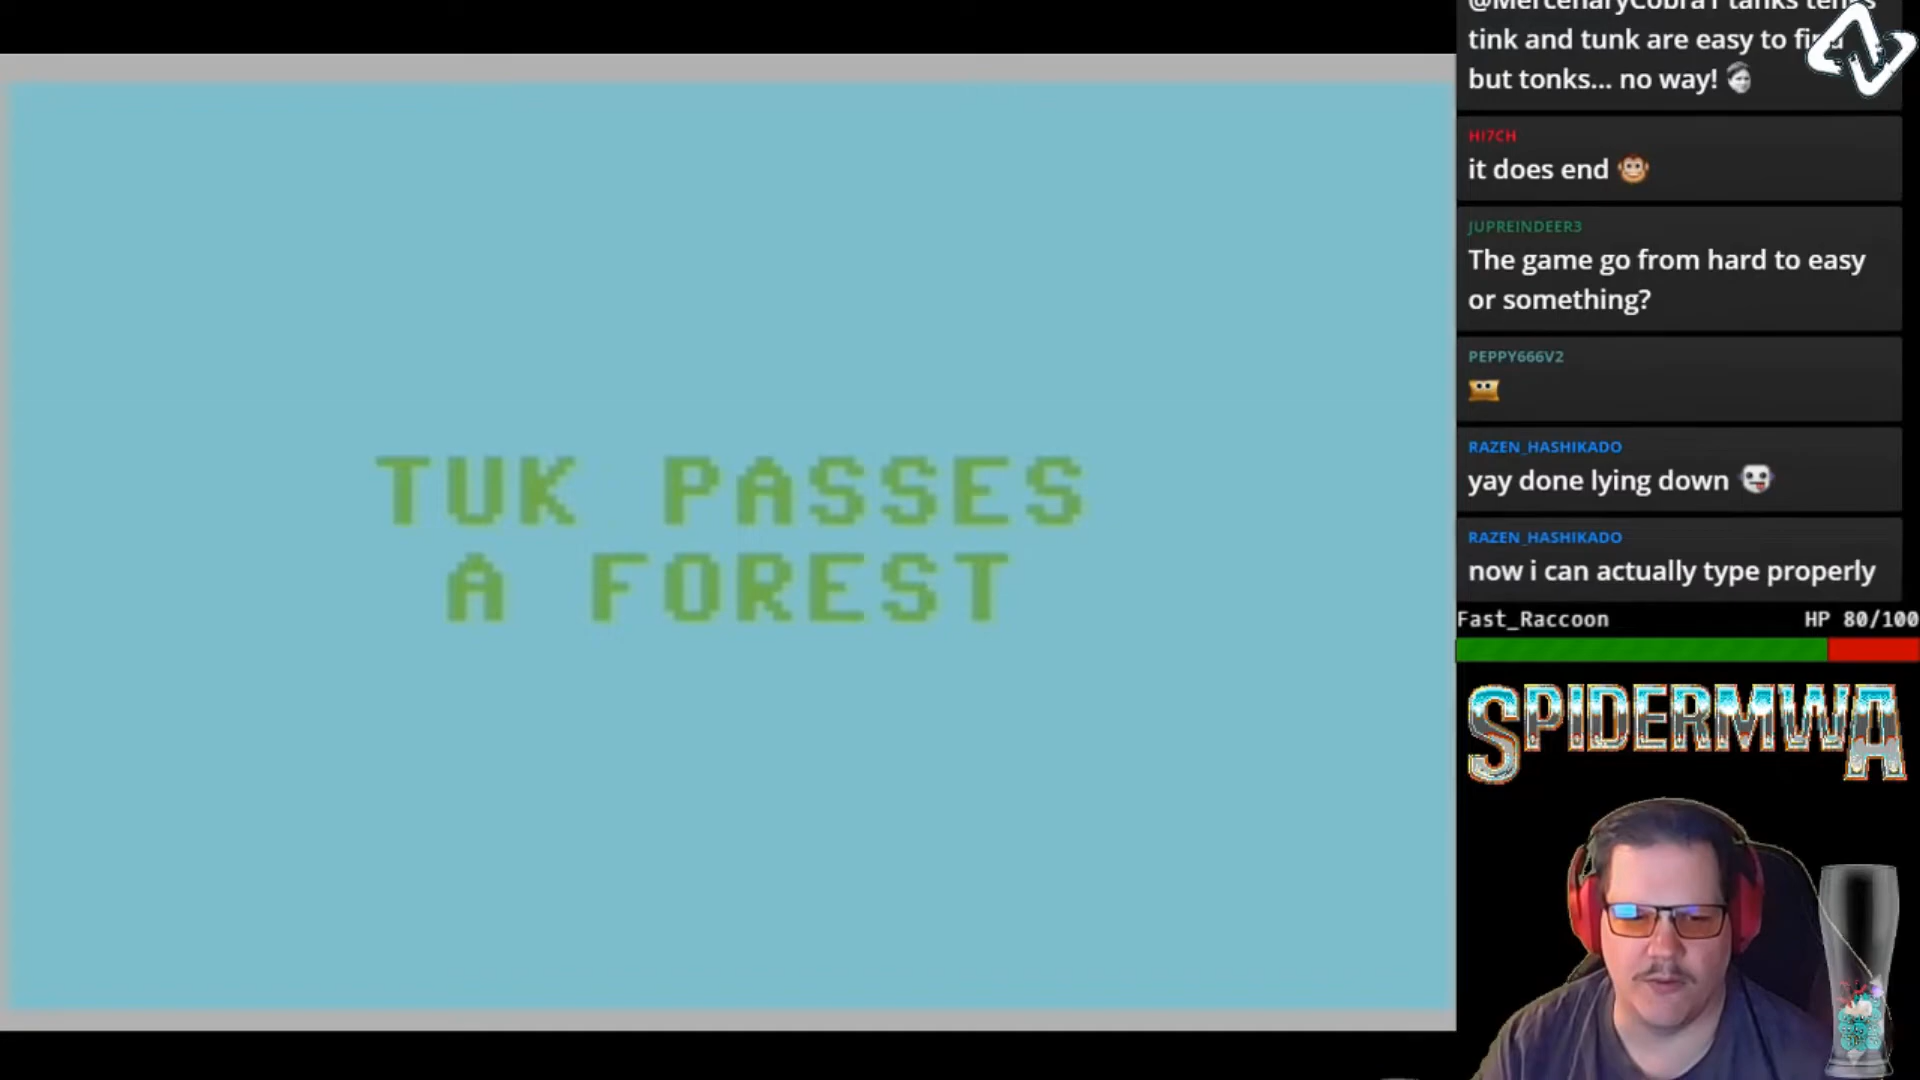 TUK PASSES
A FOREST
tink and tunk are easy to find
but tonks... no way!
HI7CH
it does end
JUPREINDEER3
The game go from hard to easy
or something?
PEPPY666V2
RAZEN_HASHIKADO
yay done lying down
RAZEN_HASHIKADO
now i can actually type properly
Fast_Raccoon HP 80/100
SPIDERMWA